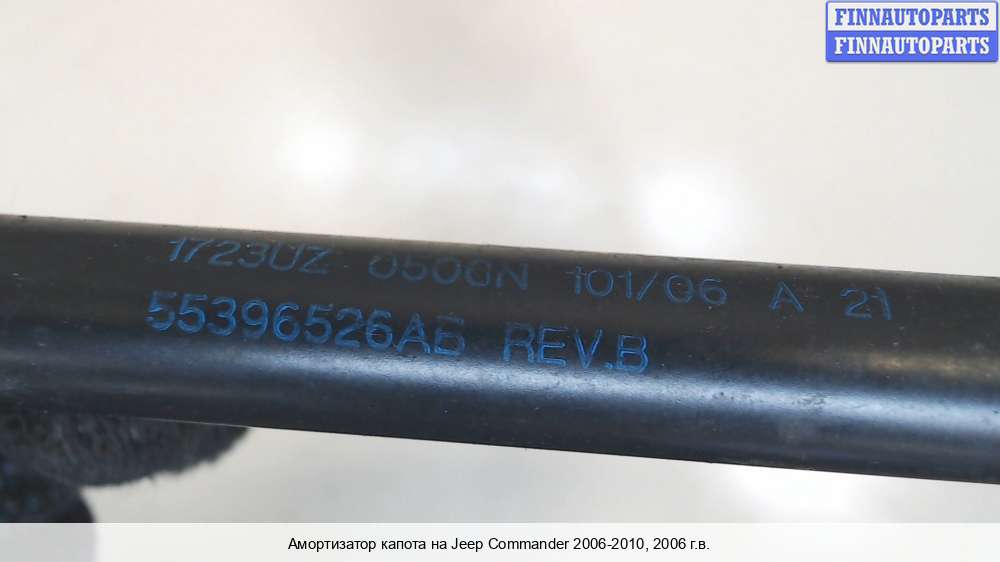 FINNAUTOPARTS
FINNAUTOPARTS
1723UZ 0500N 101/06 A 21
55396526AB REV.B
Амортизатор капота на Jeep Commander 2006-2010, 2006 г.в.